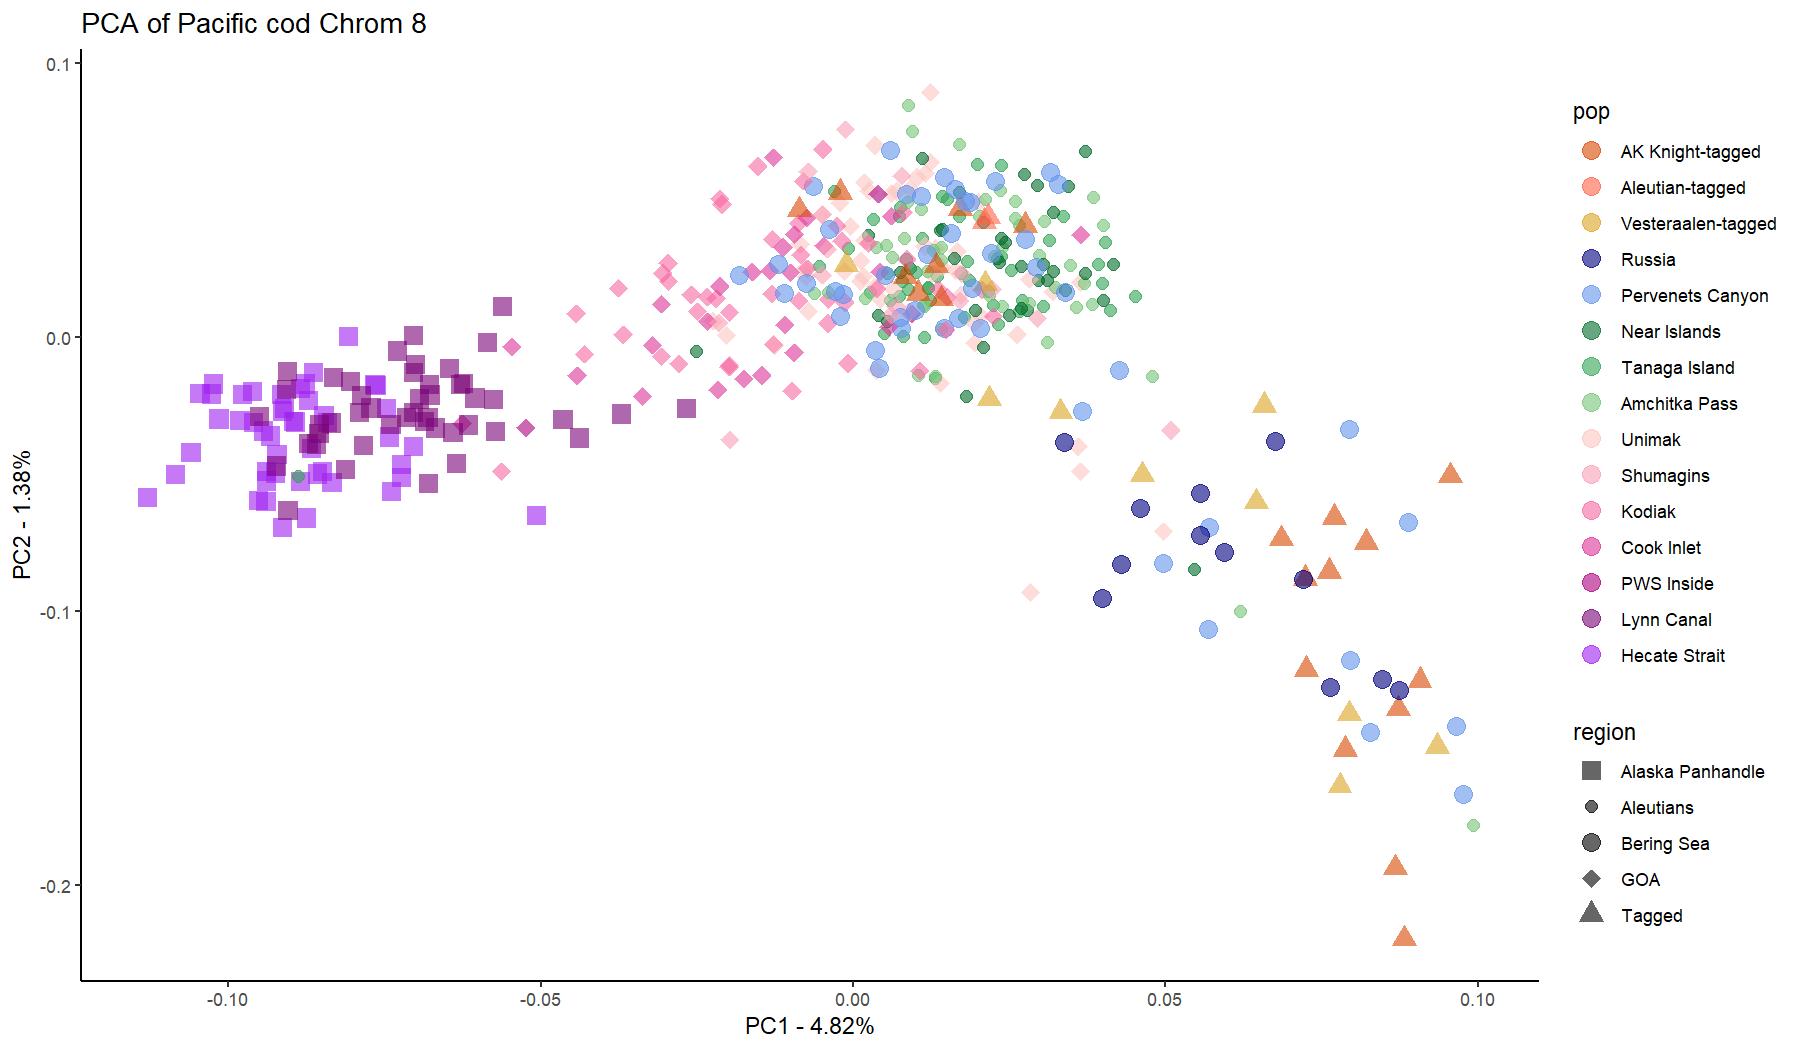 PCA of Pacific cod Chrom 8
0.1
0.0
-0.1
-0.2
PC2 - 1.38%
-0.10
-0.05
0.00
0.05
0.10
PC1 - 4.82%
pop
AK Knight-tagged
Aleutian-tagged
Vesteraalen-tagged
Russia
Pervenets Canyon
Near Islands
Tanaga Island
Amchitka Pass
Unimak
Shumagins
Kodiak
Cook Inlet
PWS Inside
Lynn Canal
Hecate Strait
region
Alaska Panhandle
Aleutians
Bering Sea
GOA
Tagged